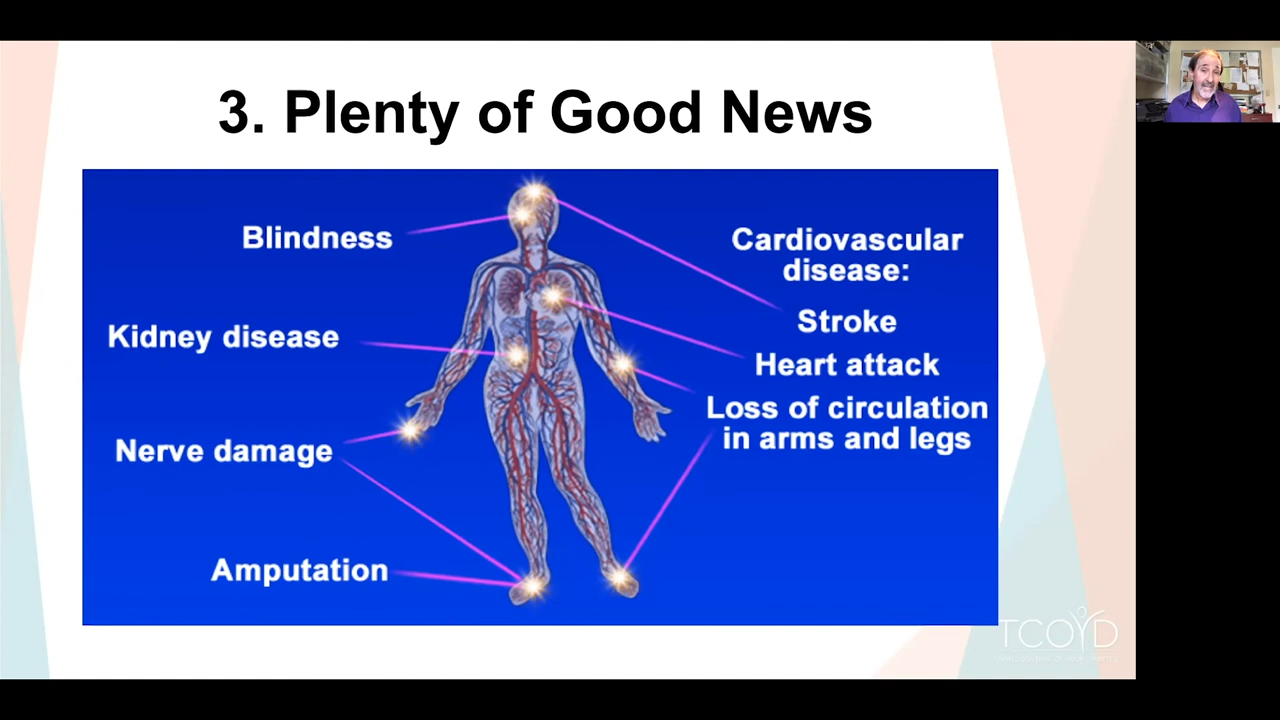 3. Plenty of Good News
Blindness
Kidney disease
Nerve damage
Amputation
Cardiovascular
disease:
Stroke
Heart attack
Loss of circulation
in arms and legs
TCOYD